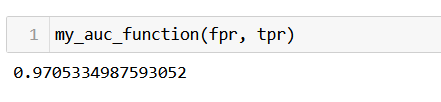 1 my_auc_function(fpr, tpr)
0.9705334987593052